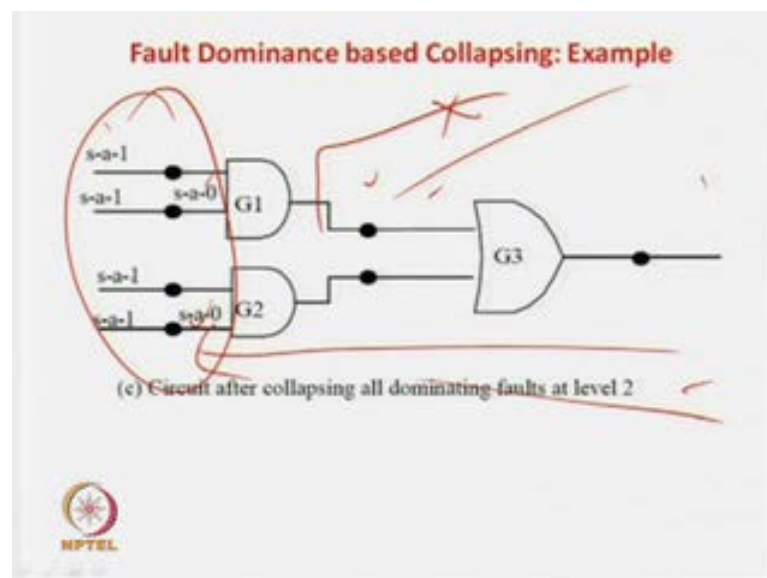 Fault Dominance based Collapsing: Example
s-a-1
s-a-1 s-a-0 G1
G3
s-a-1
s-a-1 s-a-0 G2
(c) Circuit after collapsing all dominating faults at level 2
NPTEL